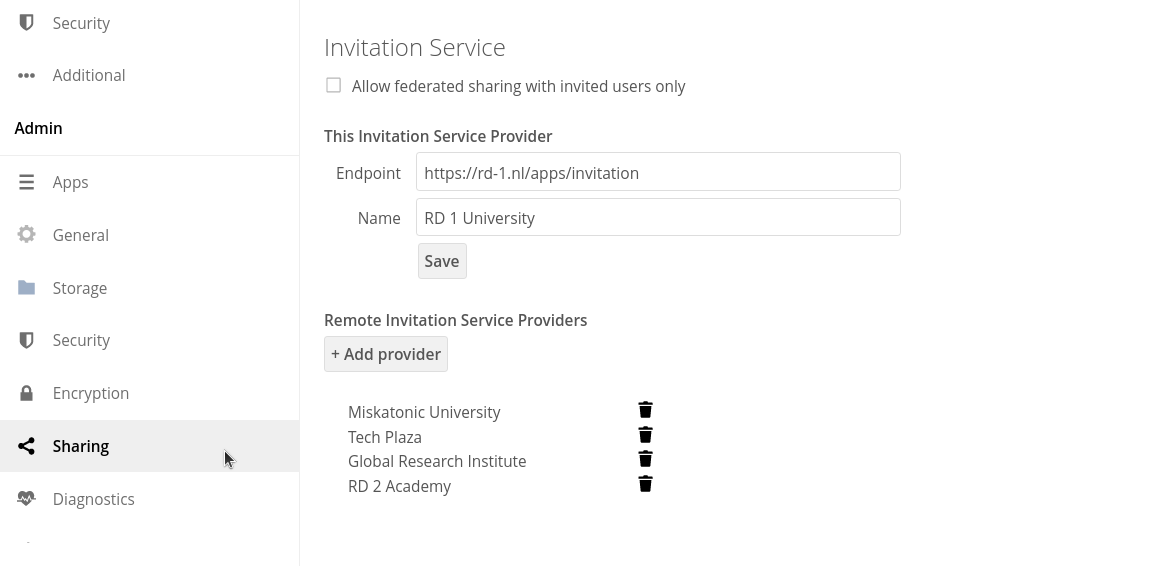 Security
Additional
Admin
Apps
General
Storage
Security
Encryption
Sharing
Diagnostics
Invitation Service
Allow federated sharing with invited users only
This Invitation Service Provider
Endpoint https://rd-1.nl/apps/invitation
Name RD 1 University
Save
Remote Invitation Service Providers
+ Add provider
Miskatonic University
Tech Plaza
Global Research Institute
RD 2 Academy